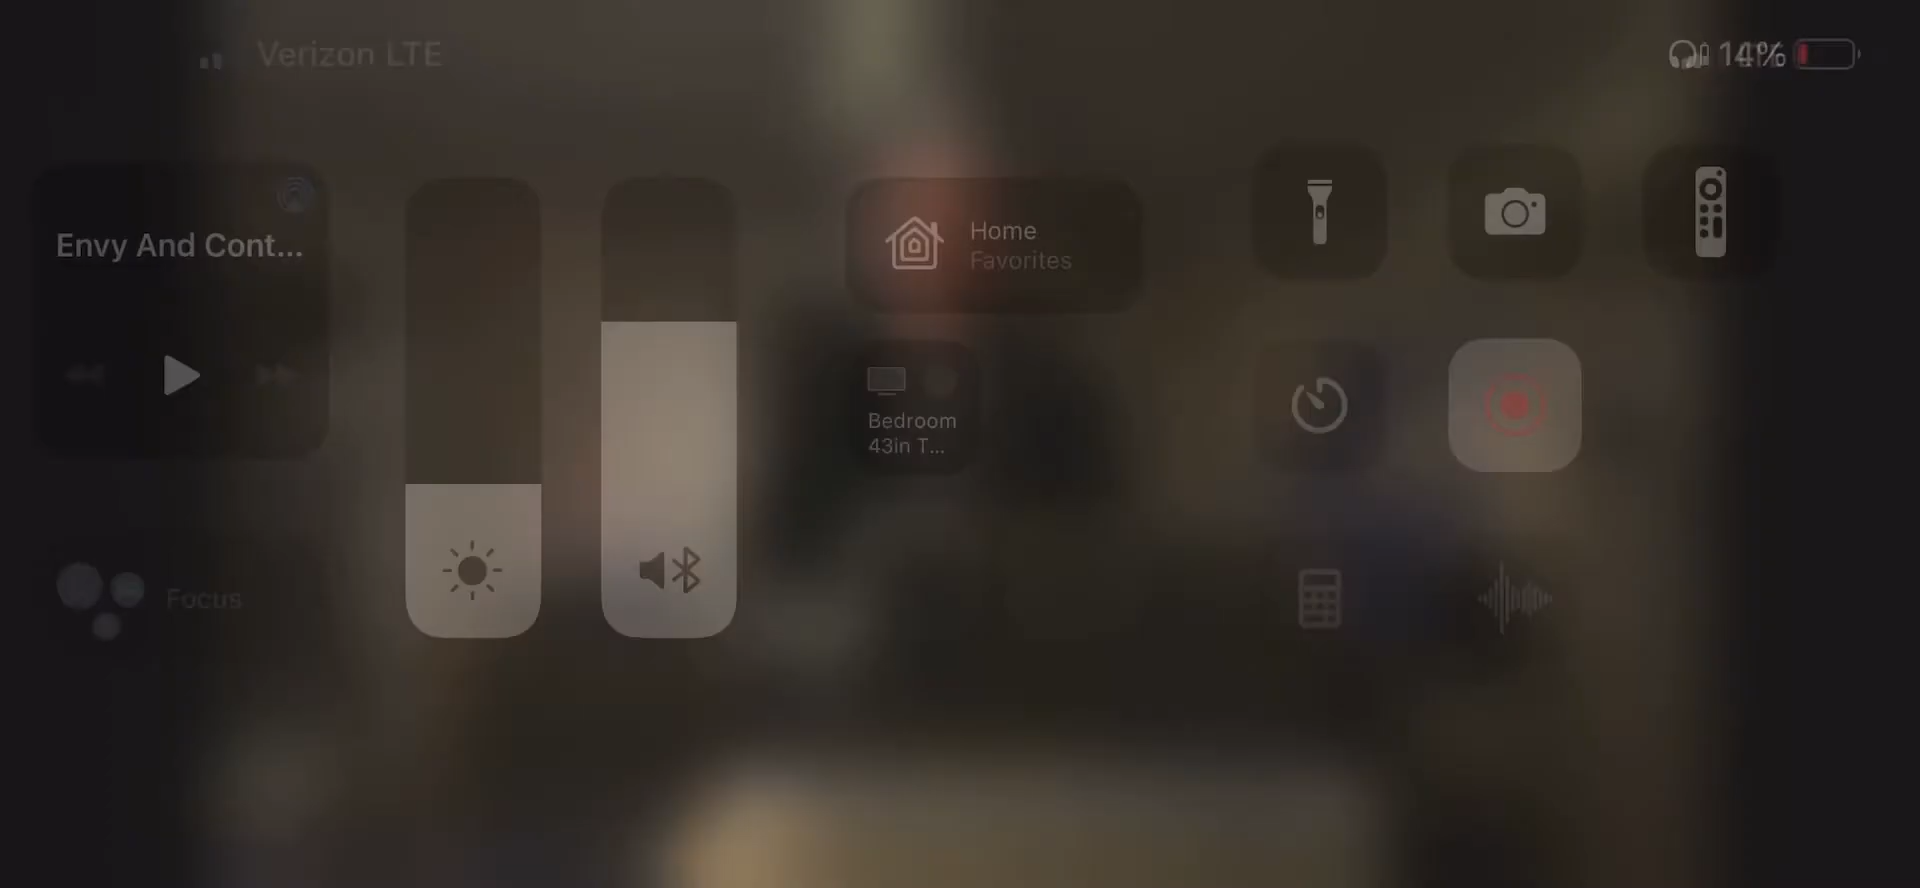 Verizon LTE
14%
Envy And Cont...
Home
Favorites
Bedroom
43in T...
Focus